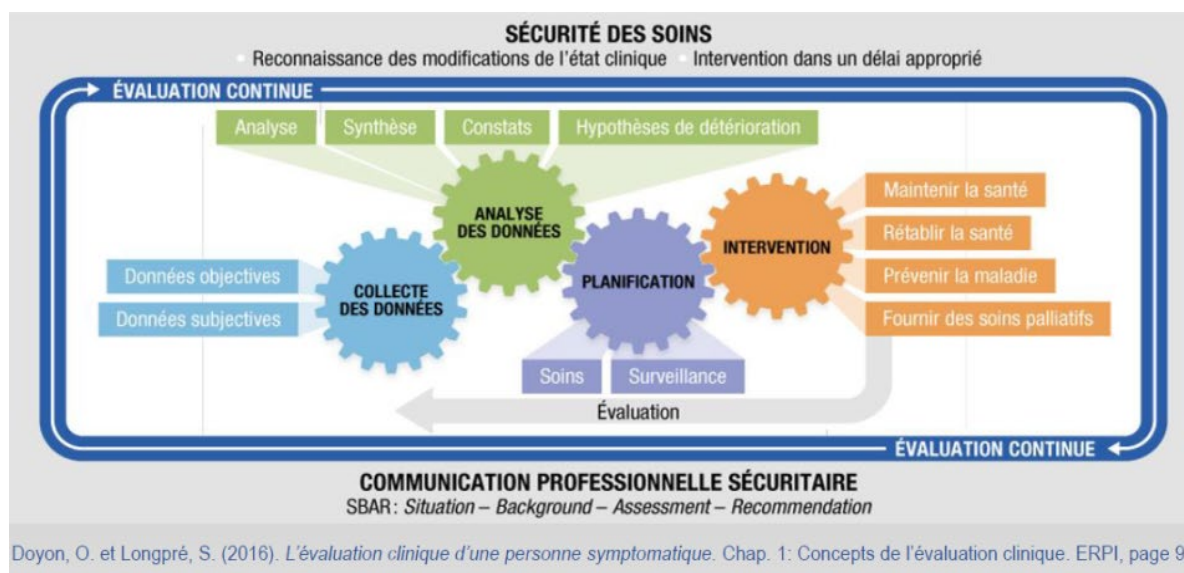 SÉCURITÉ DES SOINS
Reconnaissance des modifications de l'état clinique Intervention dans un délai approprié
ÉVALUATION CONTINUE
Analyse
Synthèse
Constats
Hypothèses de détérioration
ANALYSE
DES DONNÉES
Maintenir la santé
Rétablir la santé
INTERVENTION
Données objectives
Données subjectives
COLLECTE
DES DONNÉES
PLANIFICATION
Prévenir la maladie
Fournir des soins palliatifs
Soins
Surveillance
Évaluation
ÉVALUATION CONTINUE
COMMUNICATION PROFESSIONNELLE SÉCURITAIRE
SBAR : Situation – Background – Assessment – Recommendation
Doyon, O. et Longpré, S. (2016). L'évaluation clinique d'une personne symptomatique. Chap. 1: Concepts de l'évaluation clinique. ERPI, page 9